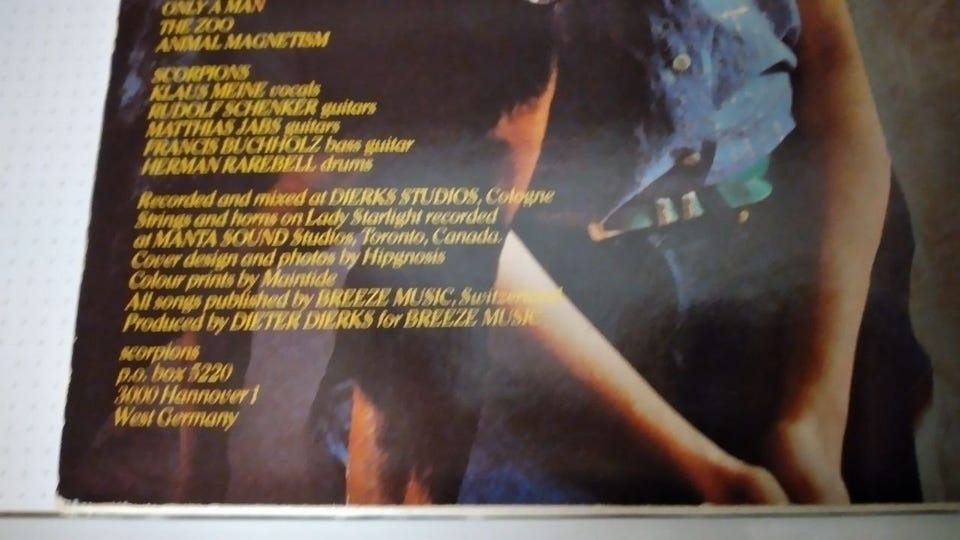 ONLY A MAN
THE ZOO
ANIMAL MAGNETISM
SCORPIONS
KLAUS MEINE vocals
RUDOLF SCHENKER guitars
MATTHIAS JABS guitars
FRANCIS BUCHHOLZ bass guitar
HERMAN RAREBELL drums
Recorded and mixed at DIERKS STUDIOS, Cologne
Strings and horns on Lady Starlight recorded
at MANTA SOUND Studios, Toronto, Canada.
Cover design and photos by Hipgnosis
Colour prints by Maintide
All songs published by BREEZE MUSIC, Switzerland
Produced by DIETER DIERKS for BREEZE MUSIC
scorpions
p.o. box 5220
3000 Hannover 1
West Germany